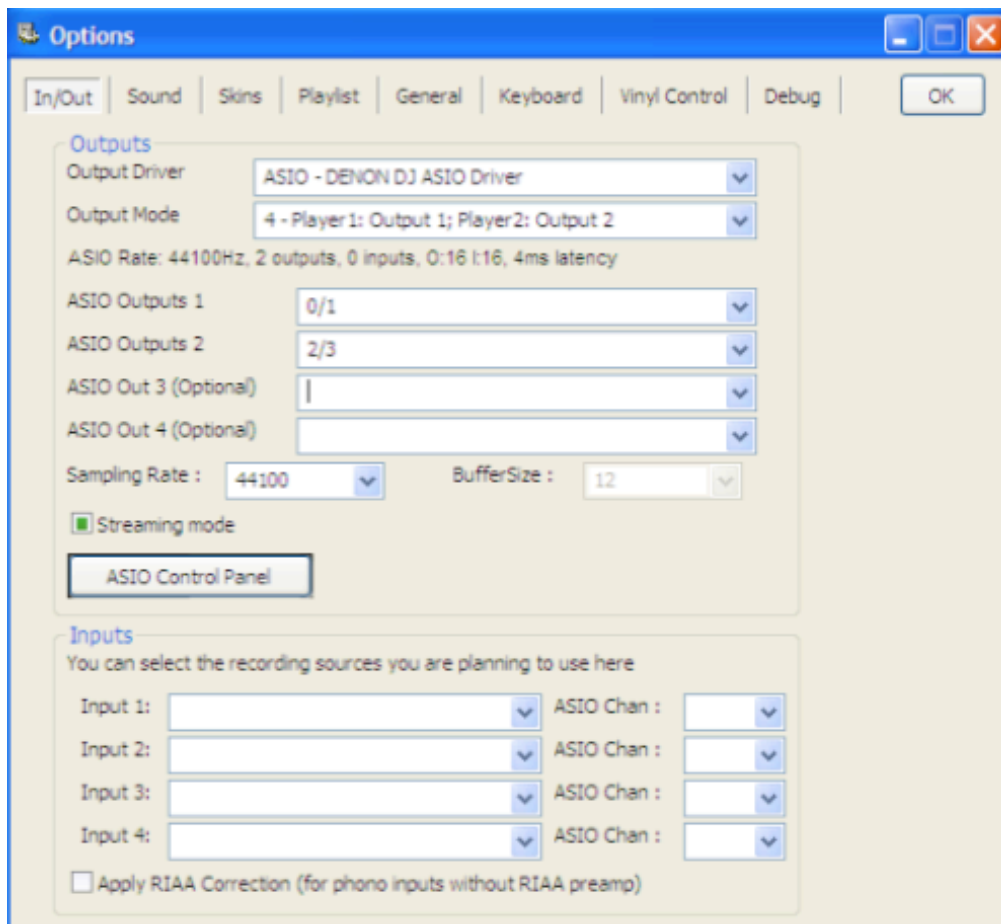 Options
In/Out Sound Skins Playlist General Keyboard Vinyl Control Debug OK
Outputs
Output Driver ASIO - DENON DJ ASIO Driver
Output Mode 4 - Player1: Output 1; Player2: Output 2
ASIO Rate: 44100Hz, 2 outputs, 0 inputs, O:16 I:16, 4ms latency
ASIO Outputs 1 0/1
ASIO Outputs 2 2/3
ASIO Out 3 (Optional)
ASIO Out 4 (Optional)
Sampling Rate : 44100 BufferSize : 12
Streaming mode
ASIO Control Panel
Inputs
You can select the recording sources you are planning to use here
Input 1: ASIO Chan :
Input 2: ASIO Chan :
Input 3: ASIO Chan :
Input 4: ASIO Chan :
Apply RIAA Correction (for phono inputs without RIAA preamp)